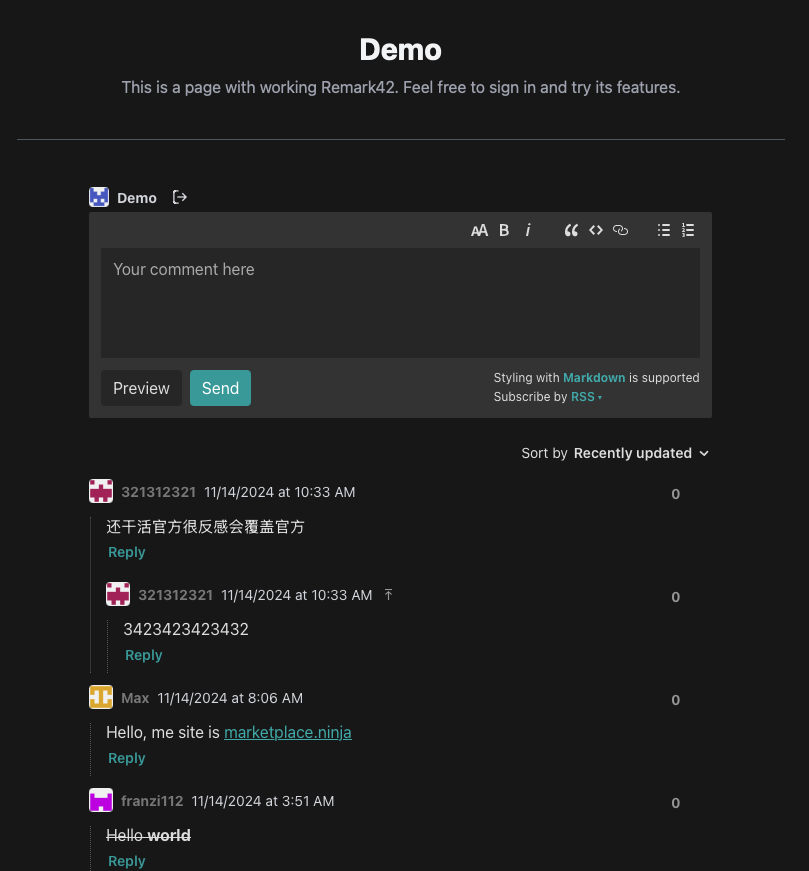 Demo
This is a page with working Remark42. Feel free to sign in and try its features.
Demo
AA B i
Your comment here
Preview Send
Styling with Markdown is supported
Subscribe by RSS
Sort by Recently updated
321312321 11/14/2024 at 10:33 AM 0
还干活官方很反感会覆盖官方
Reply
321312321 11/14/2024 at 10:33 AM 0
3423423423432
Reply
Max 11/14/2024 at 8:06 AM 0
Hello, me site is marketplace.ninja
Reply
franzi112 11/14/2024 at 3:51 AM 0
Hello world
Reply